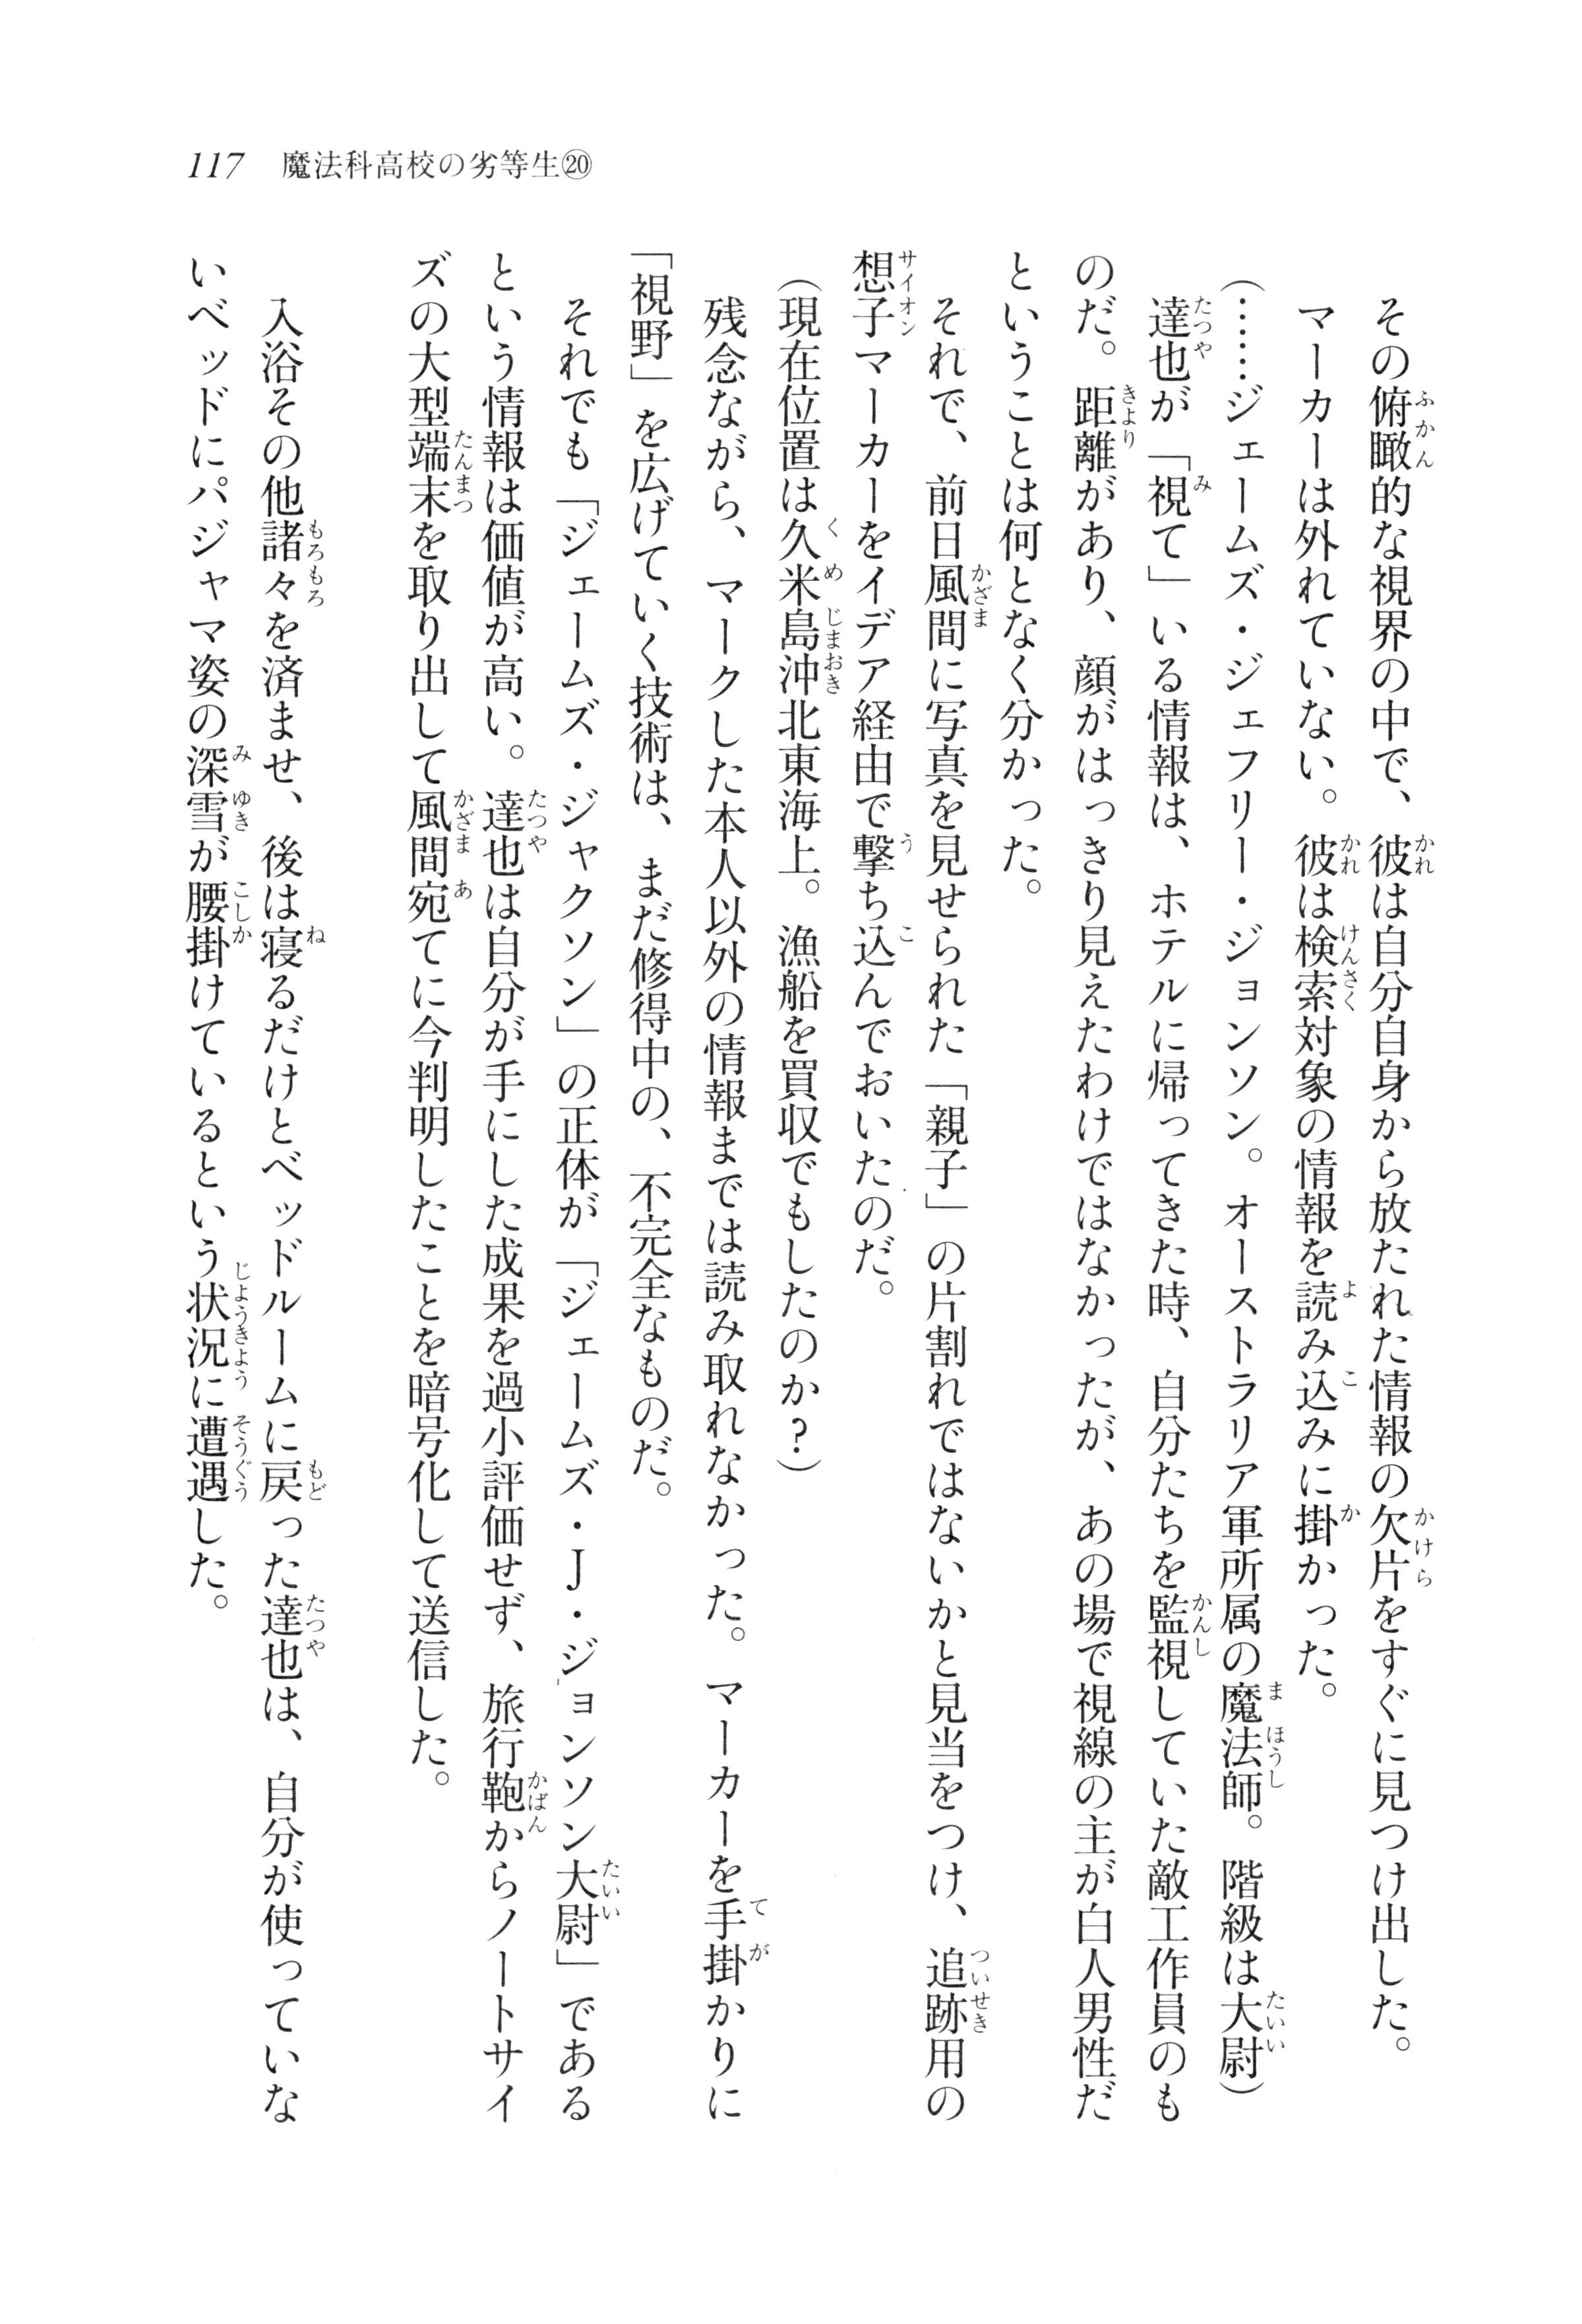 117 魔法科高校の劣等生⑳
その俯瞰的な視界の中で、彼は自分自身から放たれた情報の欠片をすぐに見つけ出した。
マーカーは外れていない。彼は検索対象の情報を読み込みに掛かった。
（……ジェームズ・ジェフリー・ジョンソン。オーストラリア軍所属の魔法師。階級は大尉）
達也が「視て」いる情報は、ホテルに帰ってきた時、自分たちを監視していた敵工作員のも
のだ。距離があり、顔がはっきり見えたわけではなかったが、あの場で視線の主が白人男性だ
ということは何となく分かった。
それで、前日風間に写真を見せられた「親子」の片割れではないかと見当をつけ、追跡用の
想子マーカーをイデア経由で撃ち込んでおいたのだ。
（現在位置は久米島沖北東海上。漁船を買収でもしたのか？）
残念ながら、マークした本人以外の情報までは読み取れなかった。マーカーを手掛かりに
「視野」を広げていく技術は、まだ修得中の、不完全なものだ。
それでも「ジェームズ・ジャクソン」の正体が「ジェームズ・J・ジョンソン大尉」である
という情報は価値が高い。達也は自分が手にした成果を過小評価せず、旅行鞄からノートサイ
ズの大型端末を取り出して風間宛てに今判明したことを暗号化して送信した。
入浴その他諸々を済ませ、後は寝るだけとベッドルームに戻った達也は、自分が使っていな
いベッドにパジャマ姿の深雪が腰掛けているという状況に遭遇した。